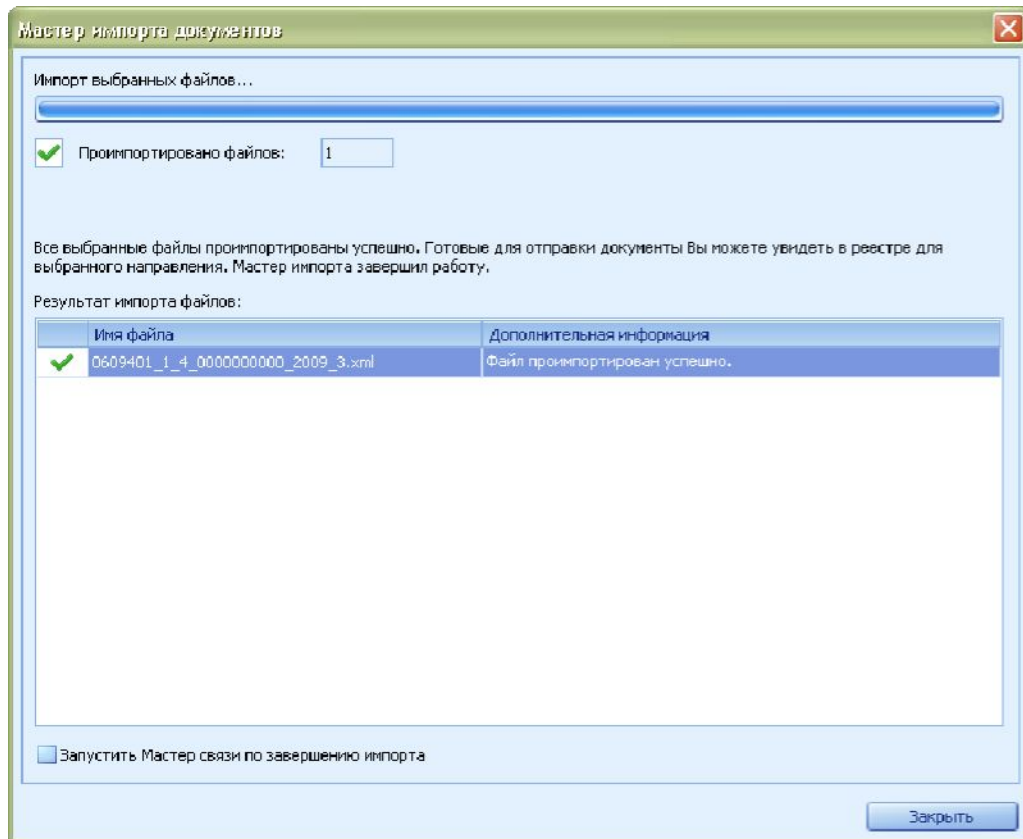 Мастер импорта документов
Импорт выбранных файлов...
Проимпортировано файлов: 1
Все выбранные файлы проимпортированы успешно. Готовые для отправки документы Вы можете увидеть в реестре для
выбранного направления. Мастер импорта завершил работу.
Результат импорта файлов:
Имя файла Дополнительная информация
0609401_1_4_0000000000_2009_3.xml Файл проимпортирован успешно.
Запустить Мастер связи по завершению импорта
Закрыть